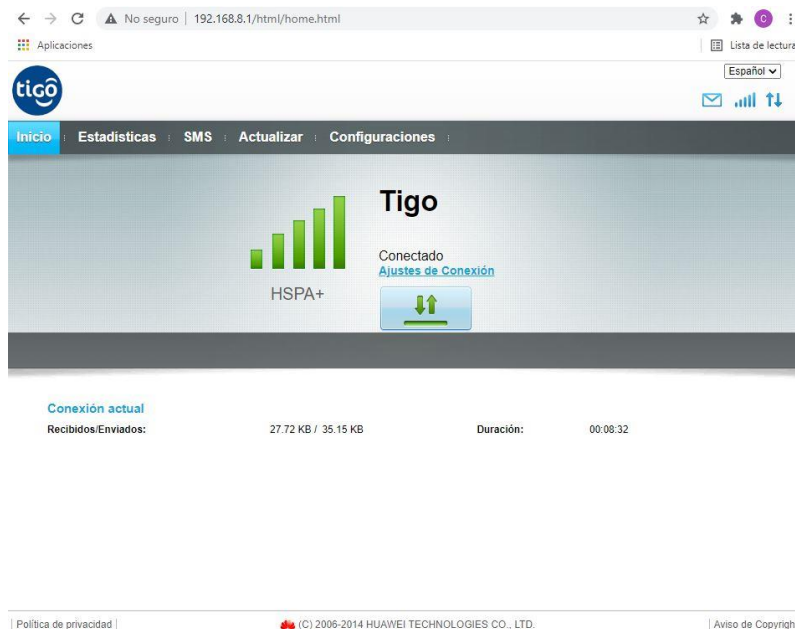 No seguro 192.168.8.1/html/home.html C
Aplicaciones Lista de lectura
tigo Español
Inicio Estadísticas SMS Actualizar Configuraciones
Tigo
Conectado
Ajustes de Conexión
HSPA+
Conexión actual
Recibidos/Enviados: 27.72 KB / 35.15 KB Duración: 00:08:32
Política de privacidad (C) 2006-2014 HUAWEI TECHNOLOGIES CO., LTD. Aviso de Copyrigh